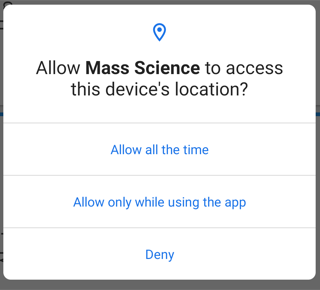 Allow Mass Science to access
this device's location?
Allow all the time
Allow only while using the app
Deny